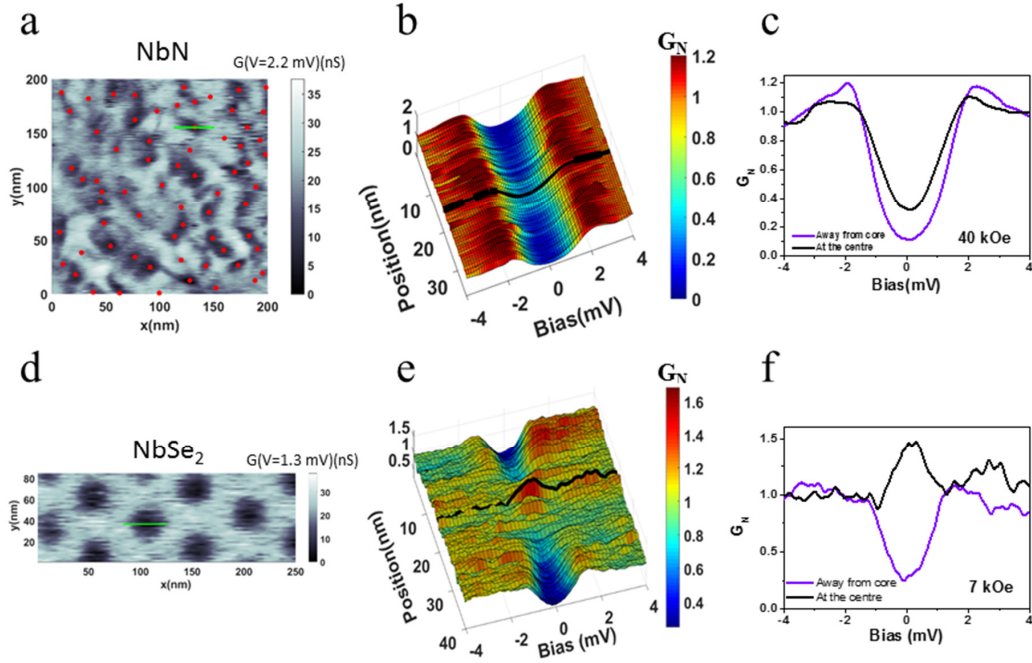 a
NbN
G(V=2.2 mV)(nS)
200
150
100
50
0
y(nm)
0 50 100 150 200
x(nm)
35
30
25
20
15
10
5
0
b
G_N
1.2
1
0.8
0.6
0.4
0.2
0
2
1
0
10
20
30
Position(nm)
-4 -2 0 2 4
Bias(mV)
c
1.2
1.0
0.8
0.6
0.4
0.2
0.0
G_N
Away from core
At the centre
40 kOe
-4 -2 0 2 4
Bias(mV)
d
NbSe₂
G(V=1.3 mV)(nS)
80
60
40
20
y(nm)
50 100 150 200 250
x(nm)
30
20
10
0
e
G_N
1.6
1.4
1.2
1
0.8
0.6
0.4
1.5
1
0.5
10
20
30
40
Position(nm)
-4 -2 0 2 4
Bias (mV)
f
1.5
1.0
0.5
0.0
G_N
Away from core
At the centre
7 kOe
-4 -2 0 2 4
Bias (mV)